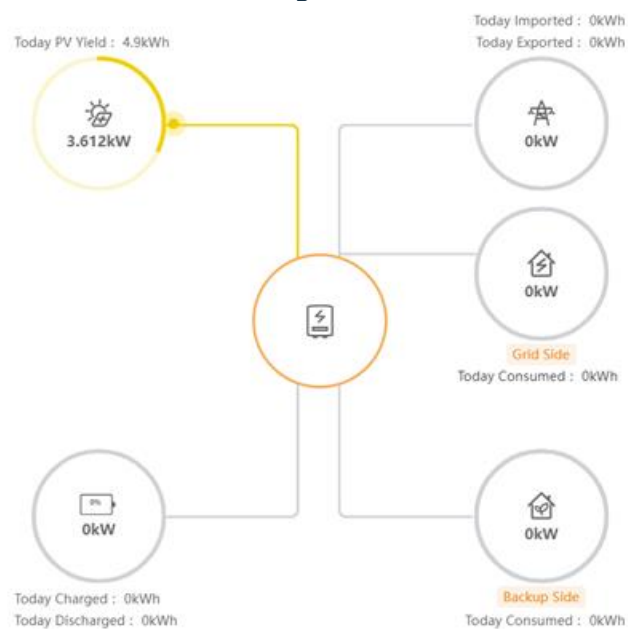 Today Imported : 0kWh
Today PV Yield : 4.9kWh
Today Exported : 0kWh
3.612kW
0kW
0kW
Grid Side
Today Consumed : 0kWh
0%
0kW
0kW
Backup Side
Today Charged : 0kWh
Today Discharged : 0kWh
Today Consumed : 0kWh